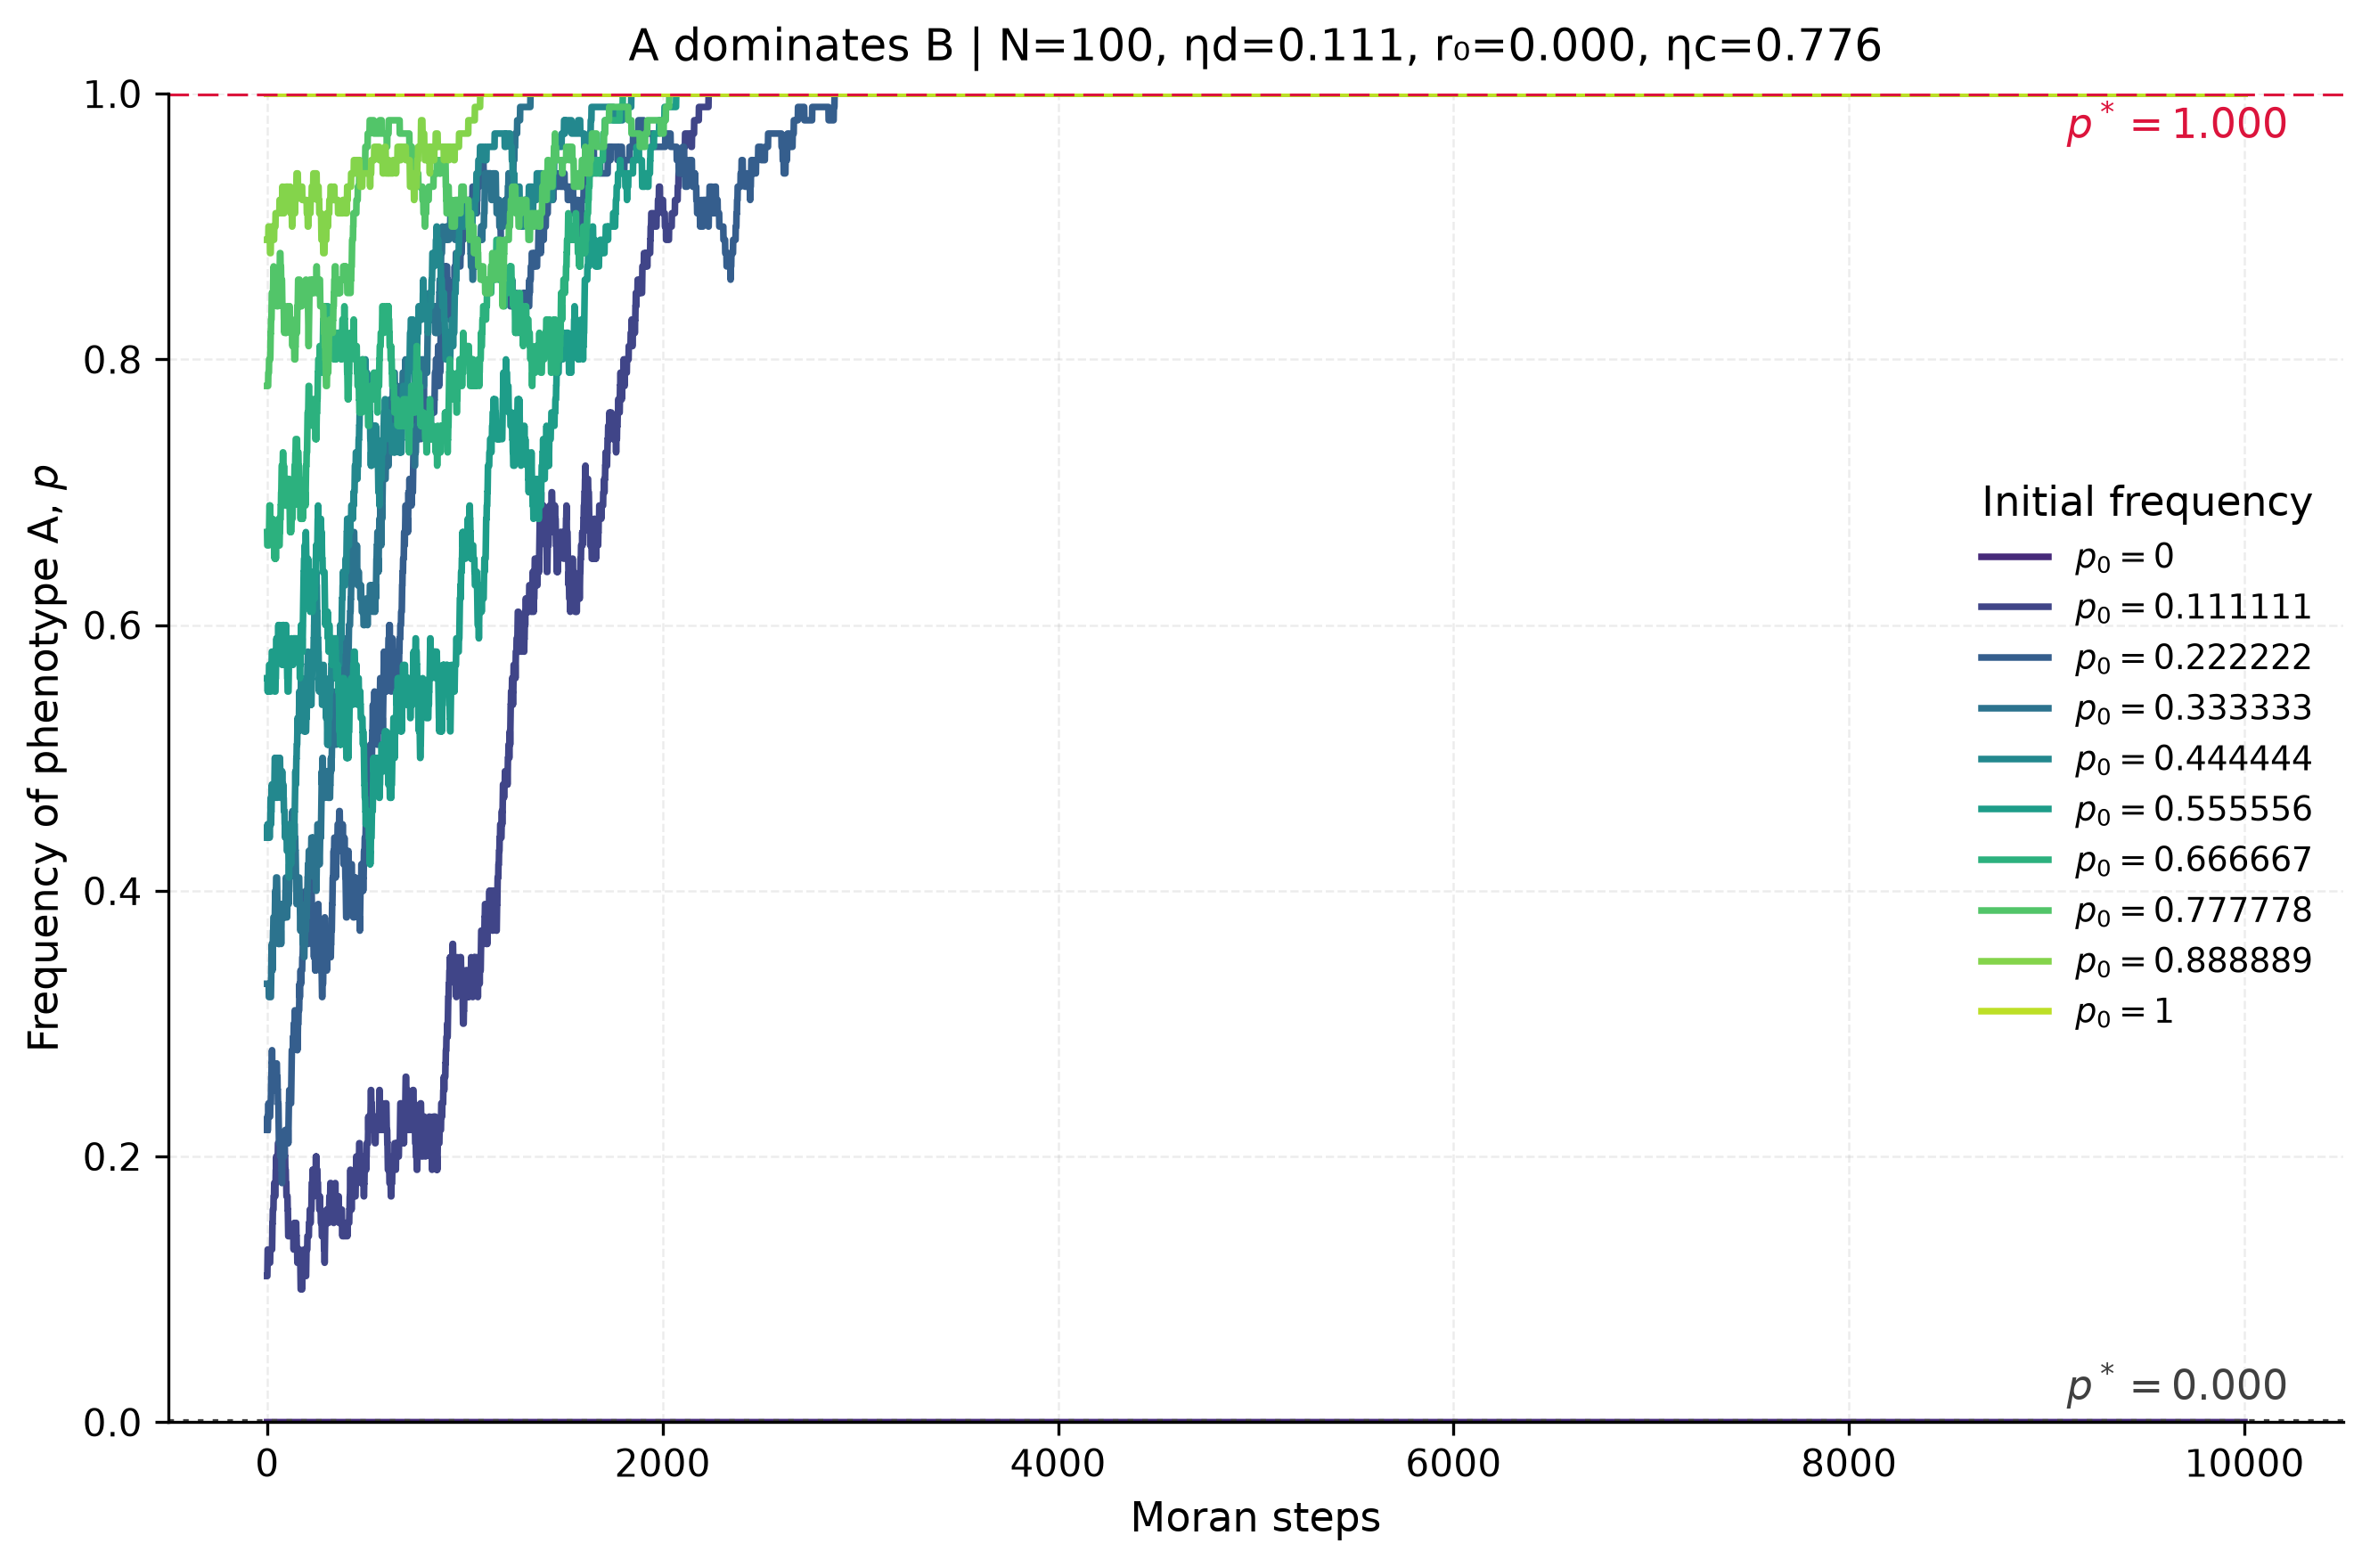 A dominates B | N=100, ηd=0.111, r₀=0.000, ηc=0.776
Frequency of phenotype A, p
1.0
0.8
0.6
0.4
0.2
0.0
p* = 1.000
Initial frequency
p₀ = 0
p₀ = 0.111111
p₀ = 0.222222
p₀ = 0.333333
p₀ = 0.444444
p₀ = 0.555556
p₀ = 0.666667
p₀ = 0.777778
p₀ = 0.888889
p₀ = 1
p* = 0.000
0 2000 4000 6000 8000 10000
Moran steps